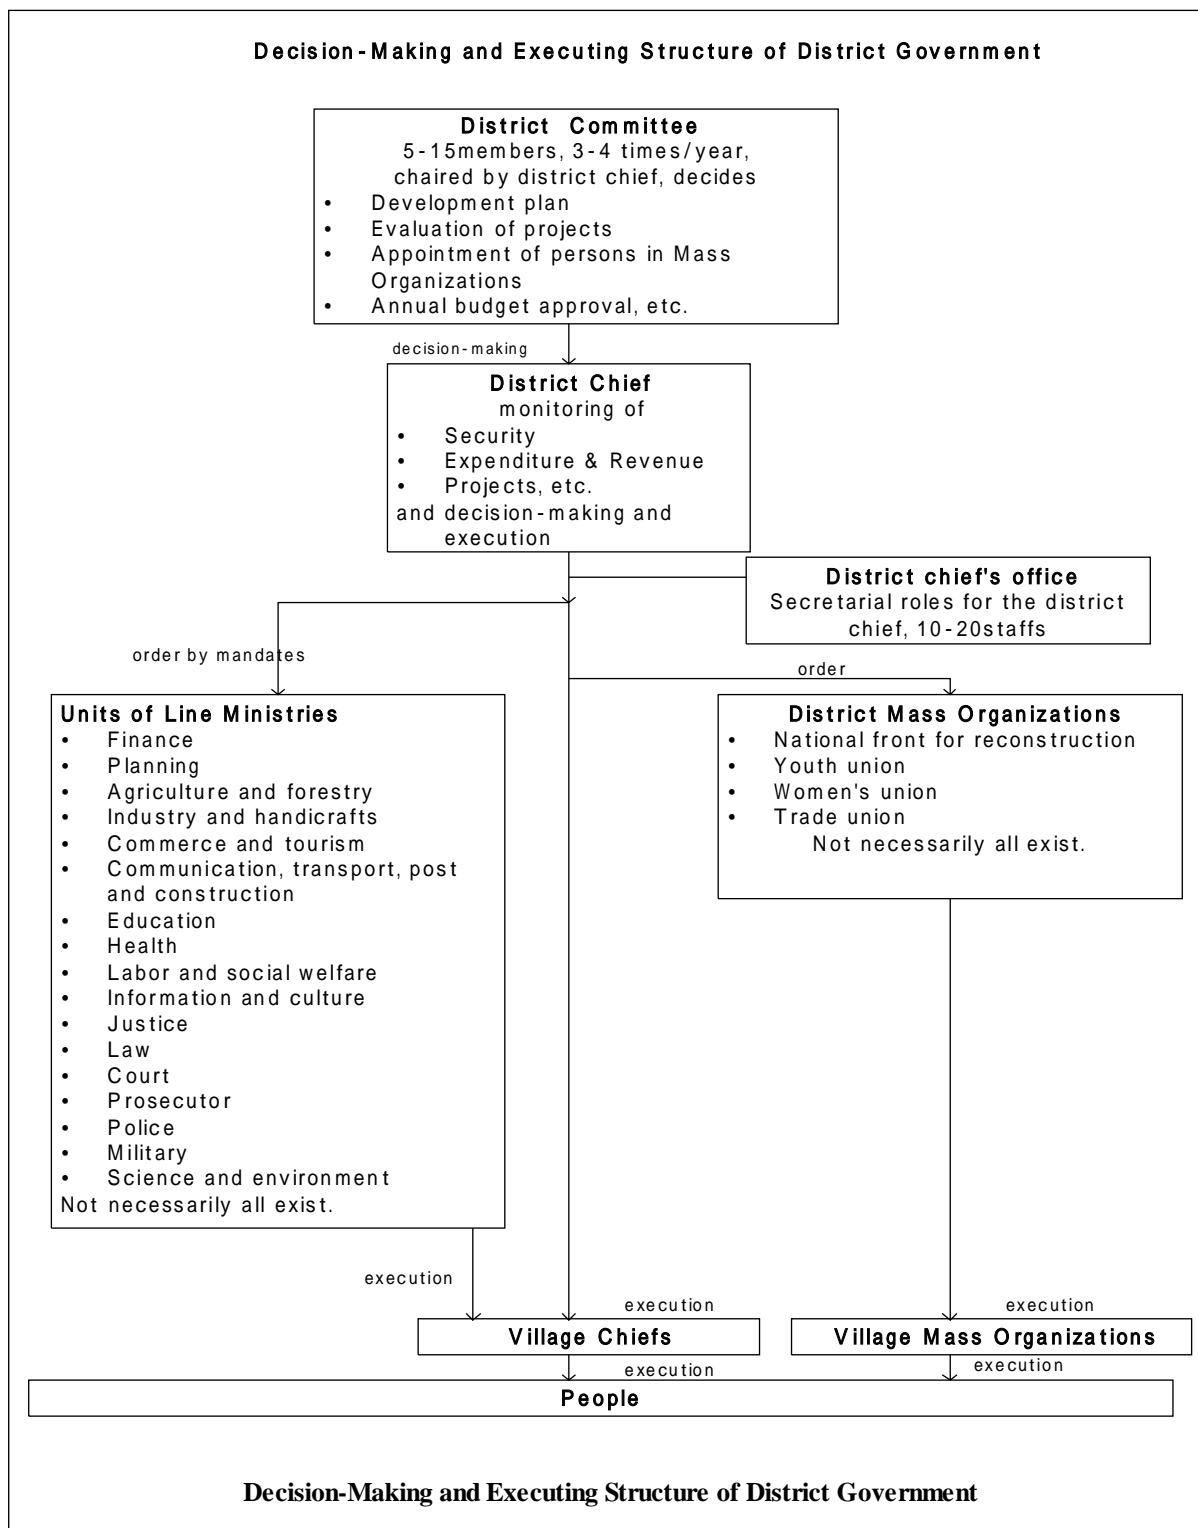 Decision-Making and Executing Structure of District Government
District Committee
5-15members, 3-4 times/year,
chaired by district chief, decides
• Development plan
• Evaluation of projects
• Appointment of persons in Mass
Organizations
• Annual budget approval, etc.
decision-making
District Chief
monitoring of
• Security
• Expenditure & Revenue
• Projects, etc.
and decision-making and
execution
District chief's office
Secretarial roles for the district
chief, 10-20staffs
order by mandates
order
Units of Line Ministries
• Finance
• Planning
• Agriculture and forestry
• Industry and handicrafts
• Commerce and tourism
• Communication, transport, post
and construction
• Education
• Health
• Labor and social welfare
• Information and culture
• Justice
• Law
• Court
• Prosecutor
• Police
• Military
• Science and environment
Not necessarily all exist.
District Mass Organizations
• National front for reconstruction
• Youth union
• Women's union
• Trade union
Not necessarily all exist.
execution
execution
execution
Village Chiefs
Village Mass Organizations
execution
execution
People
Decision-Making and Executing Structure of District Government